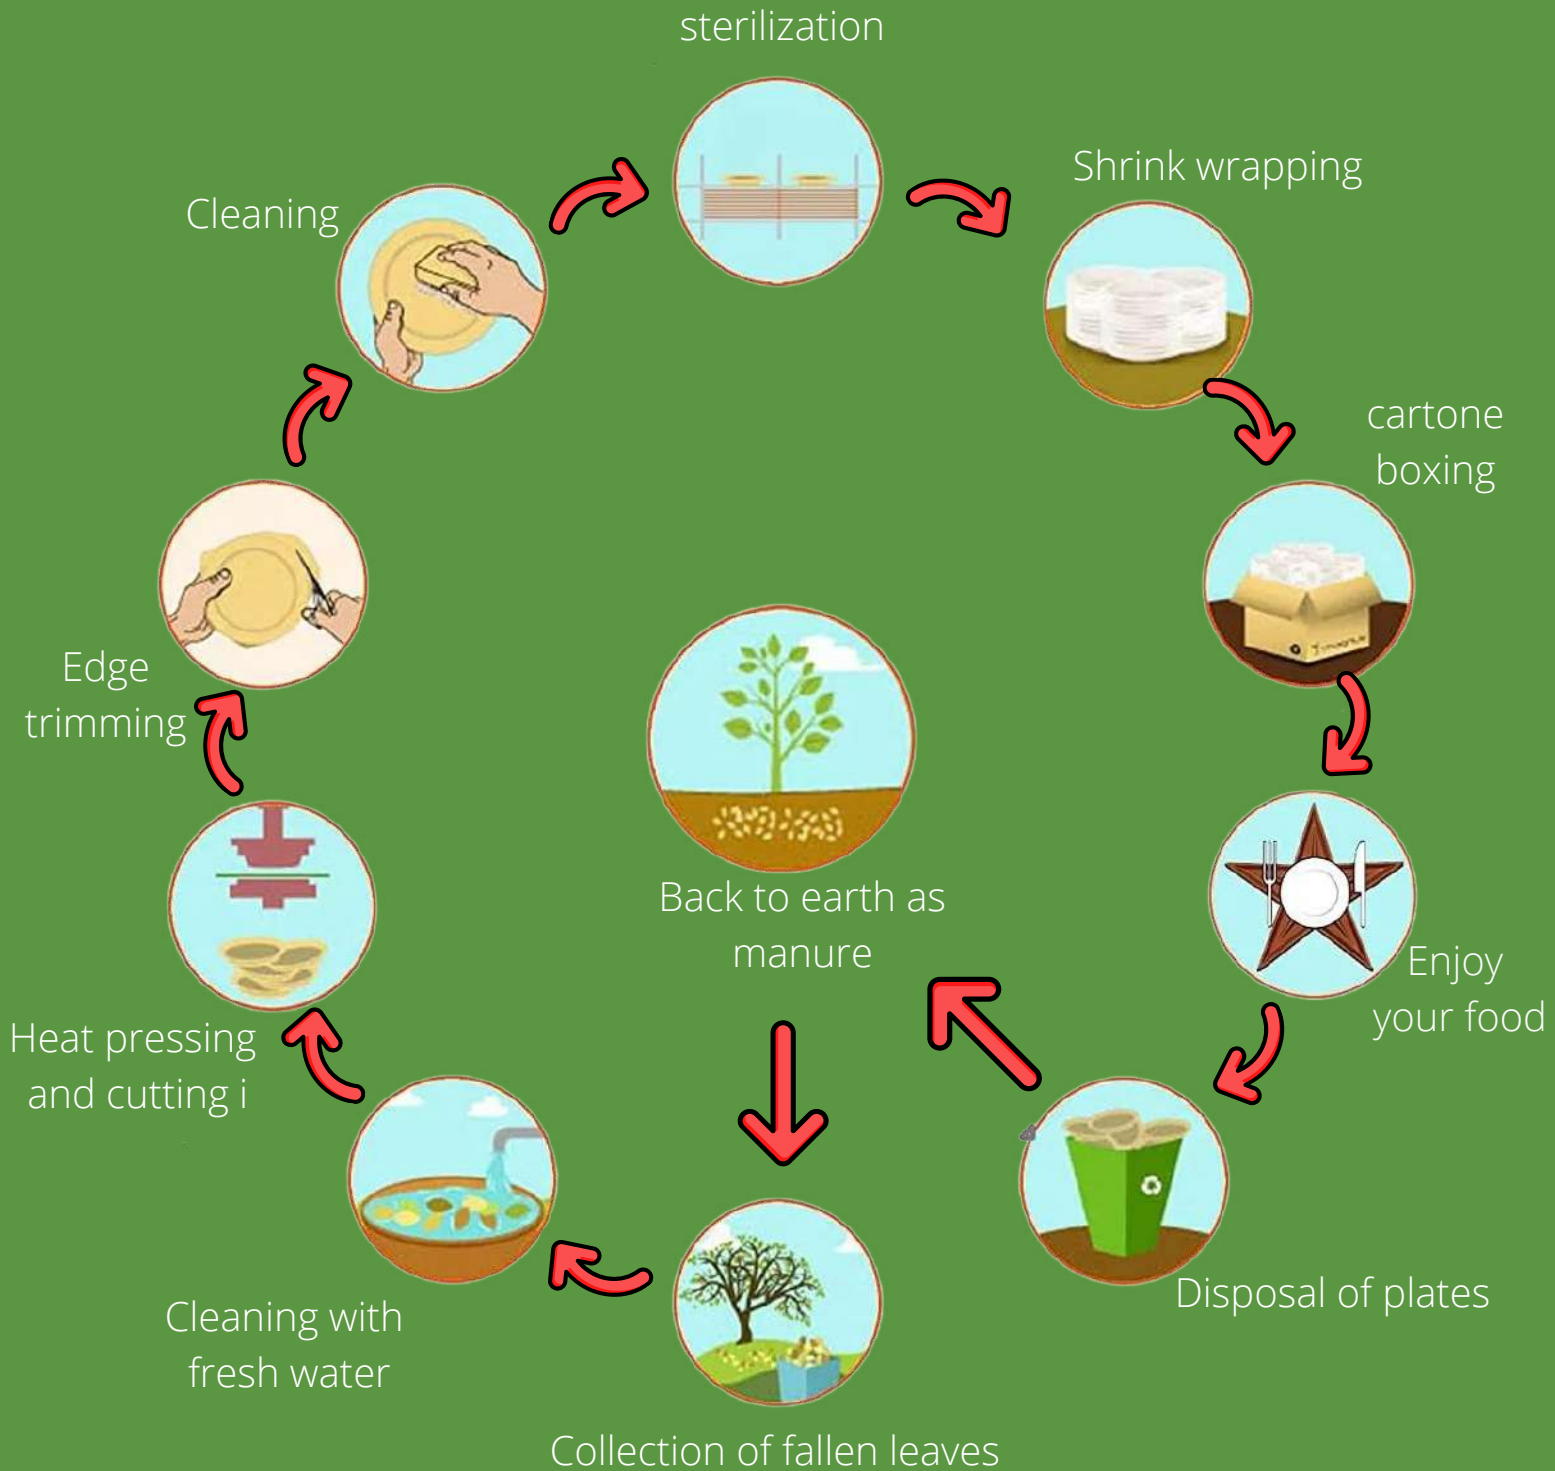 sterilization
Shrink wrapping
Cleaning
cartone
boxing
Edge
trimming
Back to earth as
manure
Enjoy
your food
Heat pressing
and cutting i
Disposal of plates
Cleaning with
fresh water
Collection of fallen leaves